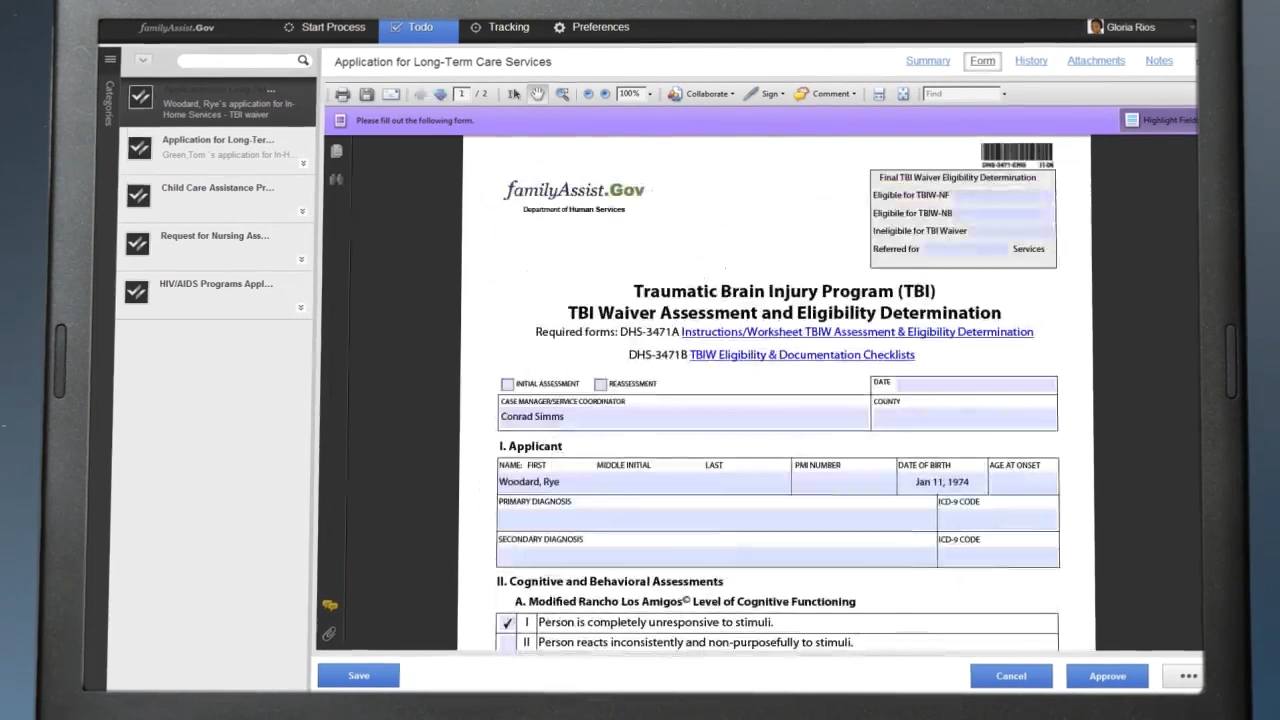 familyAssist.Gov
Start Process
Todo
Tracking
Preferences
Gloria Rios
Categories
Woodard, Rye's application for In-
Home Services - TBI waiver
Application for Long-Ter...
Green,Tom 's application for In-H...
Child Care Assistance Pr...
Request for Nursing Ass...
HIV/AIDS Programs Appl...
Application for Long-Term Care Services
Summary
Form
History
Attachments
Notes
1 / 2
100%
Collaborate
Sign
Comment
Find
Please fill out the following form.
Highlight Fields
familyAssist.Gov
Department of Human Services
DHS-3471-ENG 11-06
Final TBI Waiver Eligibility Determination
Eligible for TBIW-NF
Eligibile for TBIW-NB
Ineligibile for TBI Waiver
Referred for Services
Traumatic Brain Injury Program (TBI)
TBI Waiver Assessment and Eligibility Determination
Required forms: DHS-3471A Instructions/Worksheet TBIW Assessment & Eligibility Determination
DHS-3471B TBIW Eligibility & Documentation Checklists
INITIAL ASSESSMENT REASSESSMENT DATE
CASE MANAGER/SERVICE COORDINATOR COUNTY
Conrad Simms
I. Applicant
NAME: FIRST MIDDLE INITIAL LAST PMI NUMBER DATE OF BIRTH AGE AT ONSET
Woodard, Rye Jan 11, 1974
PRIMARY DIAGNOSIS ICD-9 CODE
SECONDARY DIAGNOSIS ICD-9 CODE
II. Cognitive and Behavioral Assessments
A. Modified Rancho Los Amigos© Level of Cognitive Functioning
I Person is completely unresponsive to stimuli.
II Person reacts inconsistently and non-purposefully to stimuli.
Save
Cancel
Approve